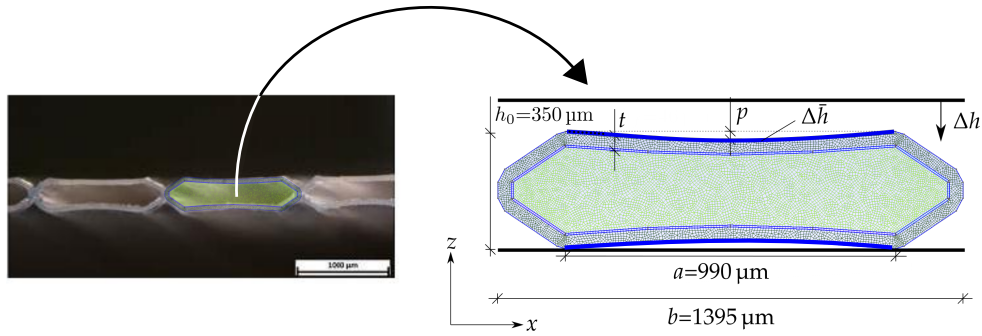 h₀=350 µm
t
p
Δh̄
Δh
1000 µm
z
x
a=990 µm
b=1395 µm